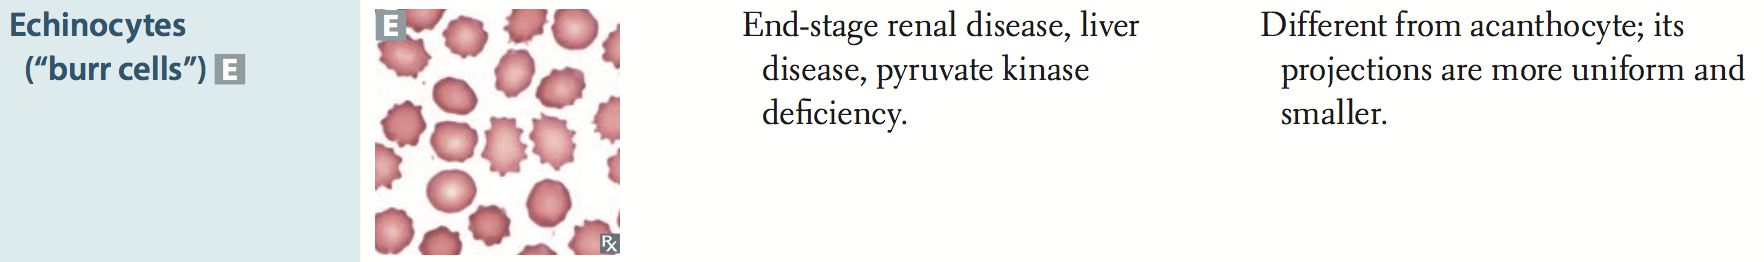 Echinocytes
(“burr cells”) E
E
Rx
End-stage renal disease, liver
disease, pyruvate kinase
deficiency.
Different from acanthocyte; its
projections are more uniform and
smaller.